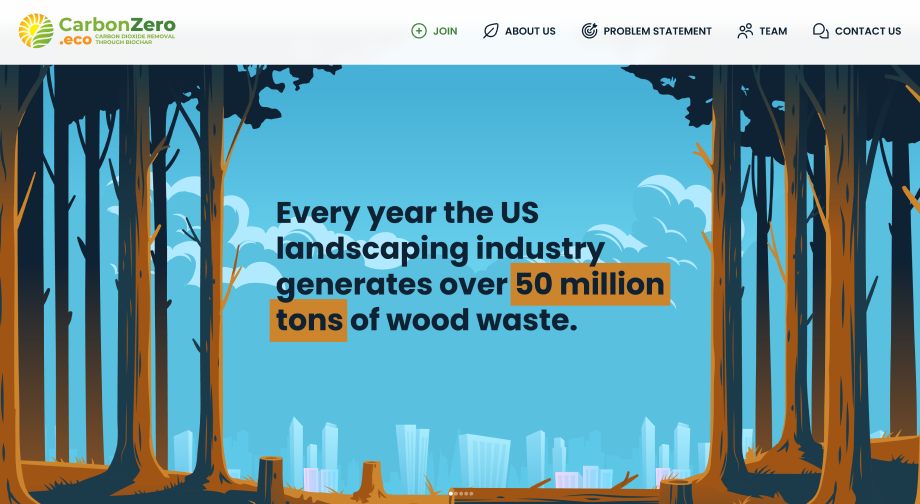 CarbonZero
.eco CARBON DIOXIDE REMOVAL
THROUGH BIOCHAR
JOIN
ABOUT US
PROBLEM STATEMENT
TEAM
CONTACT US
Every year the US
landscaping industry
generates over 50 million
tons of wood waste.